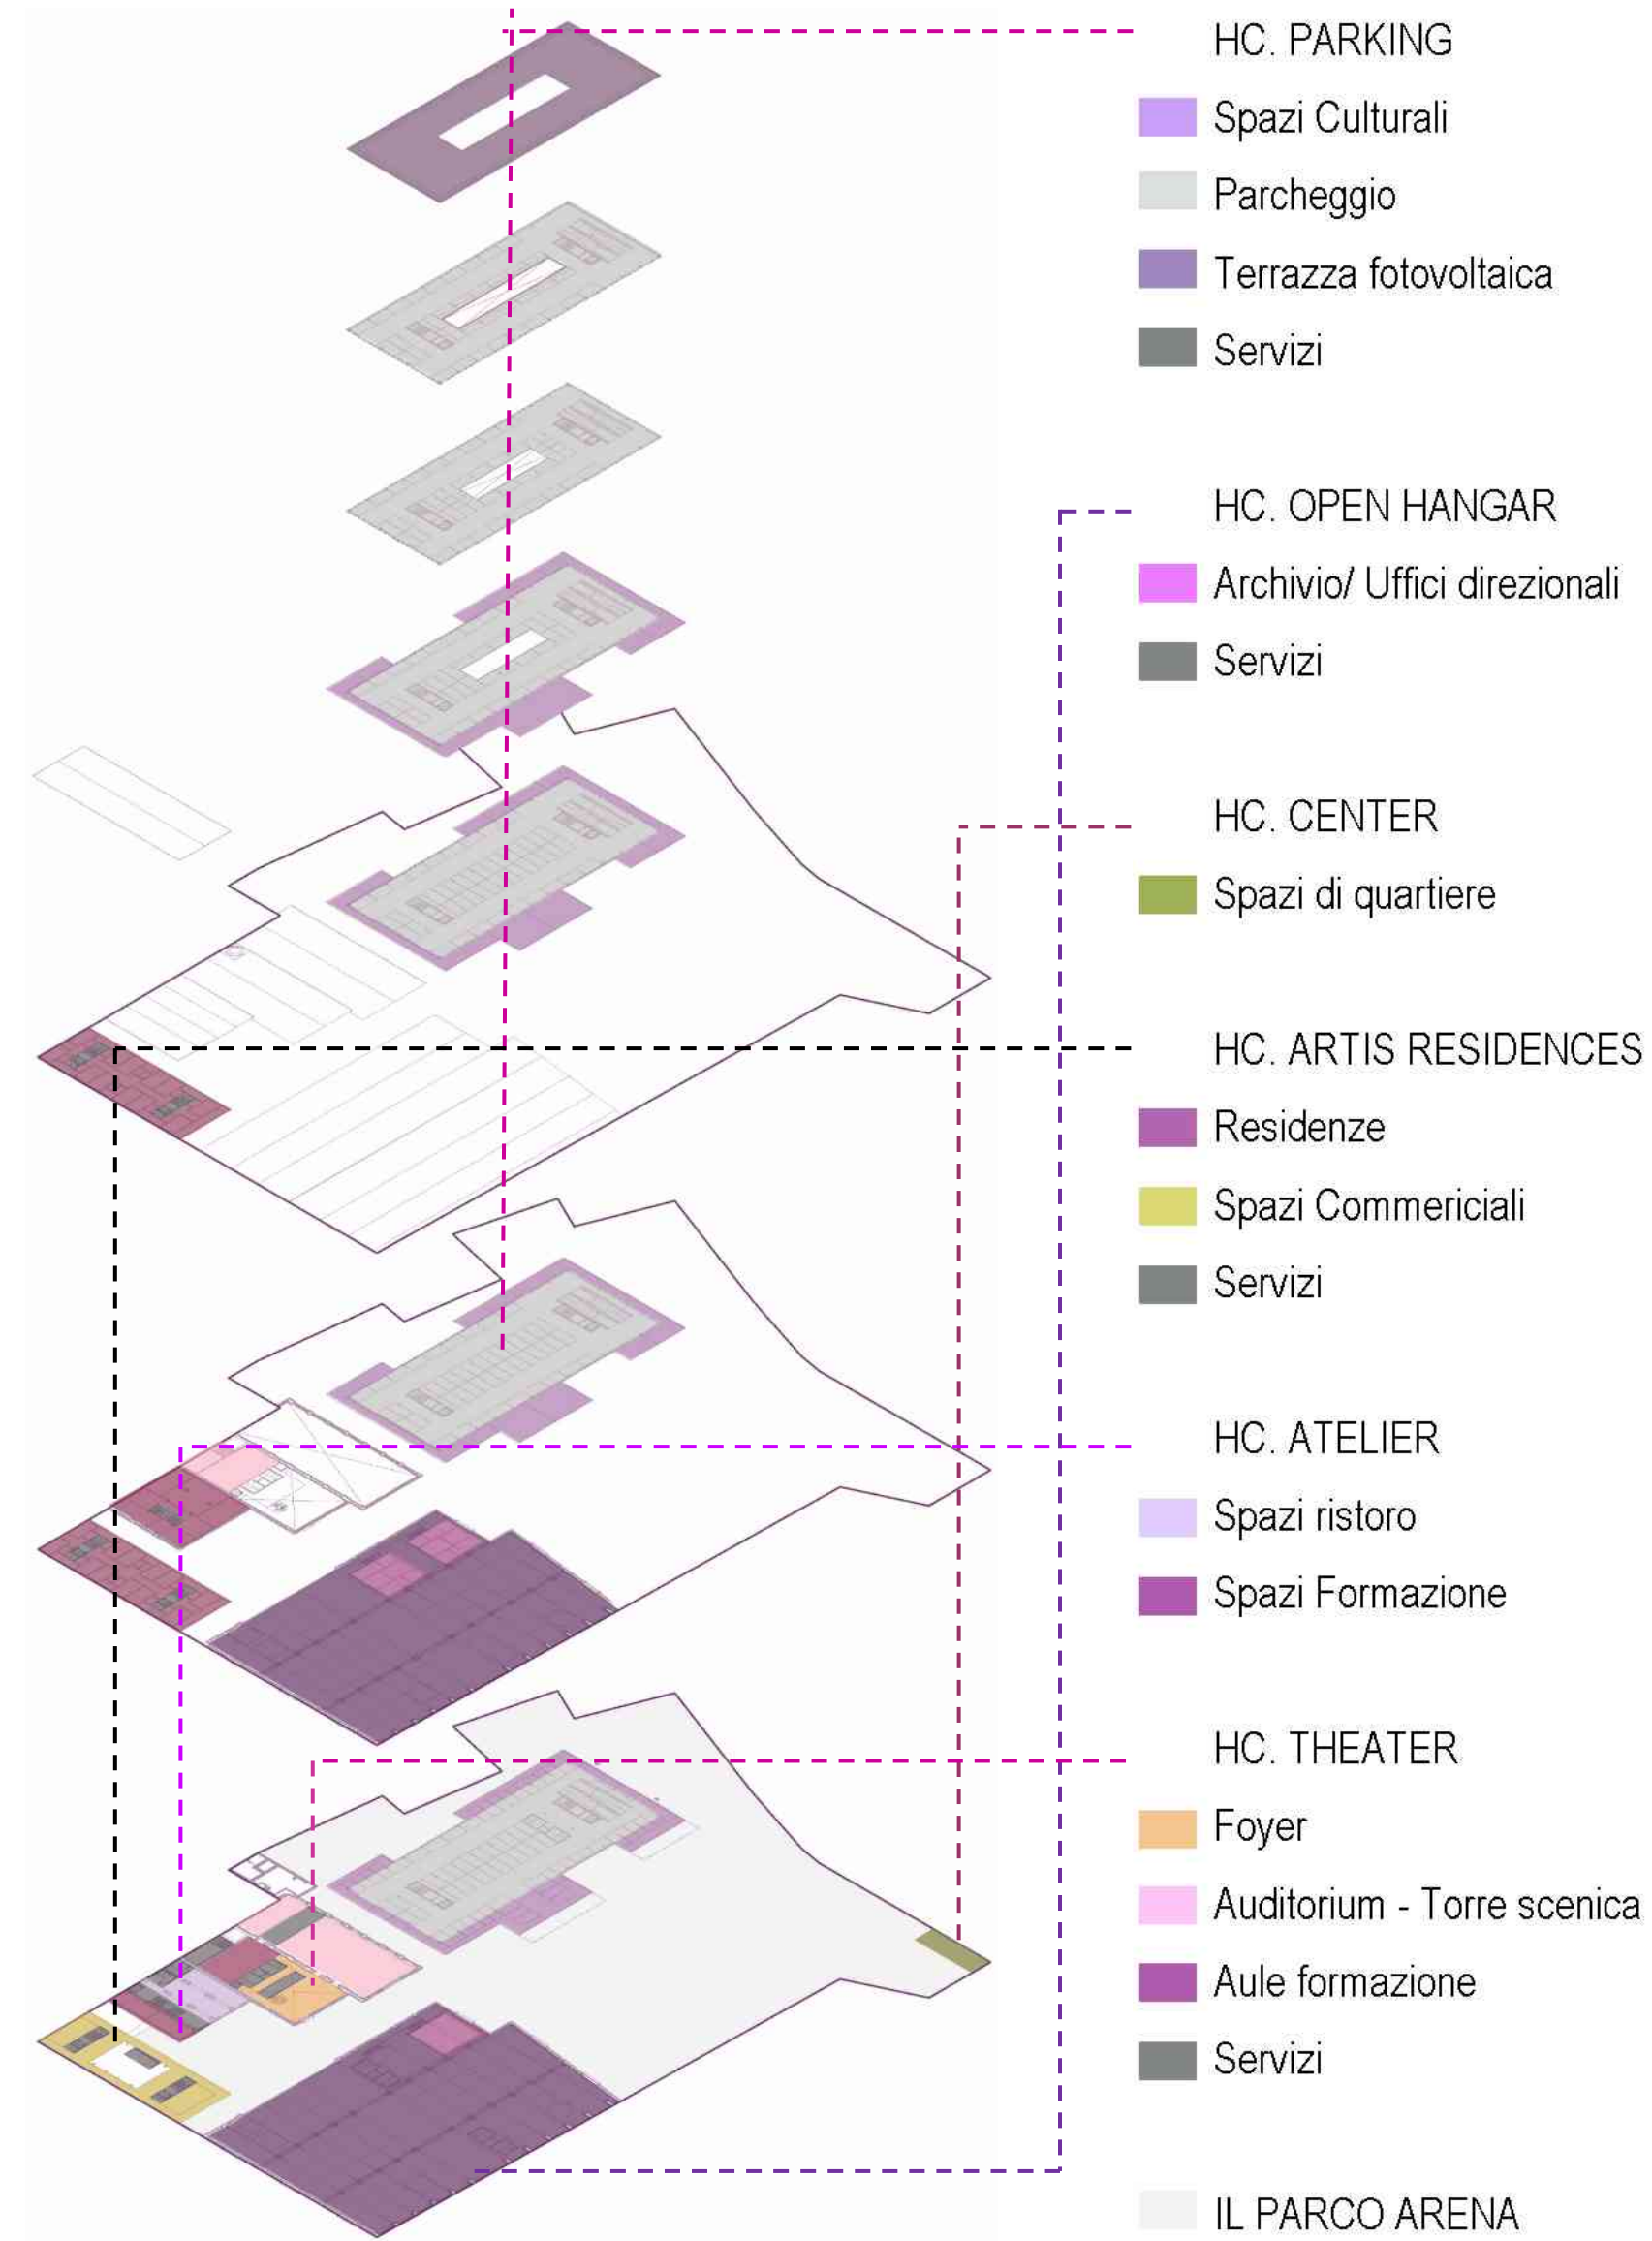 HC. PARKING
Spazi Culturali
Parcheggio
Terrazza fotovoltaica
Servizi
HC. OPEN HANGAR
Archivio/ Uffici direzionali
Servizi
HC. CENTER
Spazi di quartiere
HC. ARTIS RESIDENCES
Residenze
Spazi Commericiali
Servizi
HC. ATELIER
Spazi ristoro
Spazi Formazione
HC. THEATER
Foyer
Auditorium - Torre scenica
Aule formazione
Servizi
IL PARCO ARENA